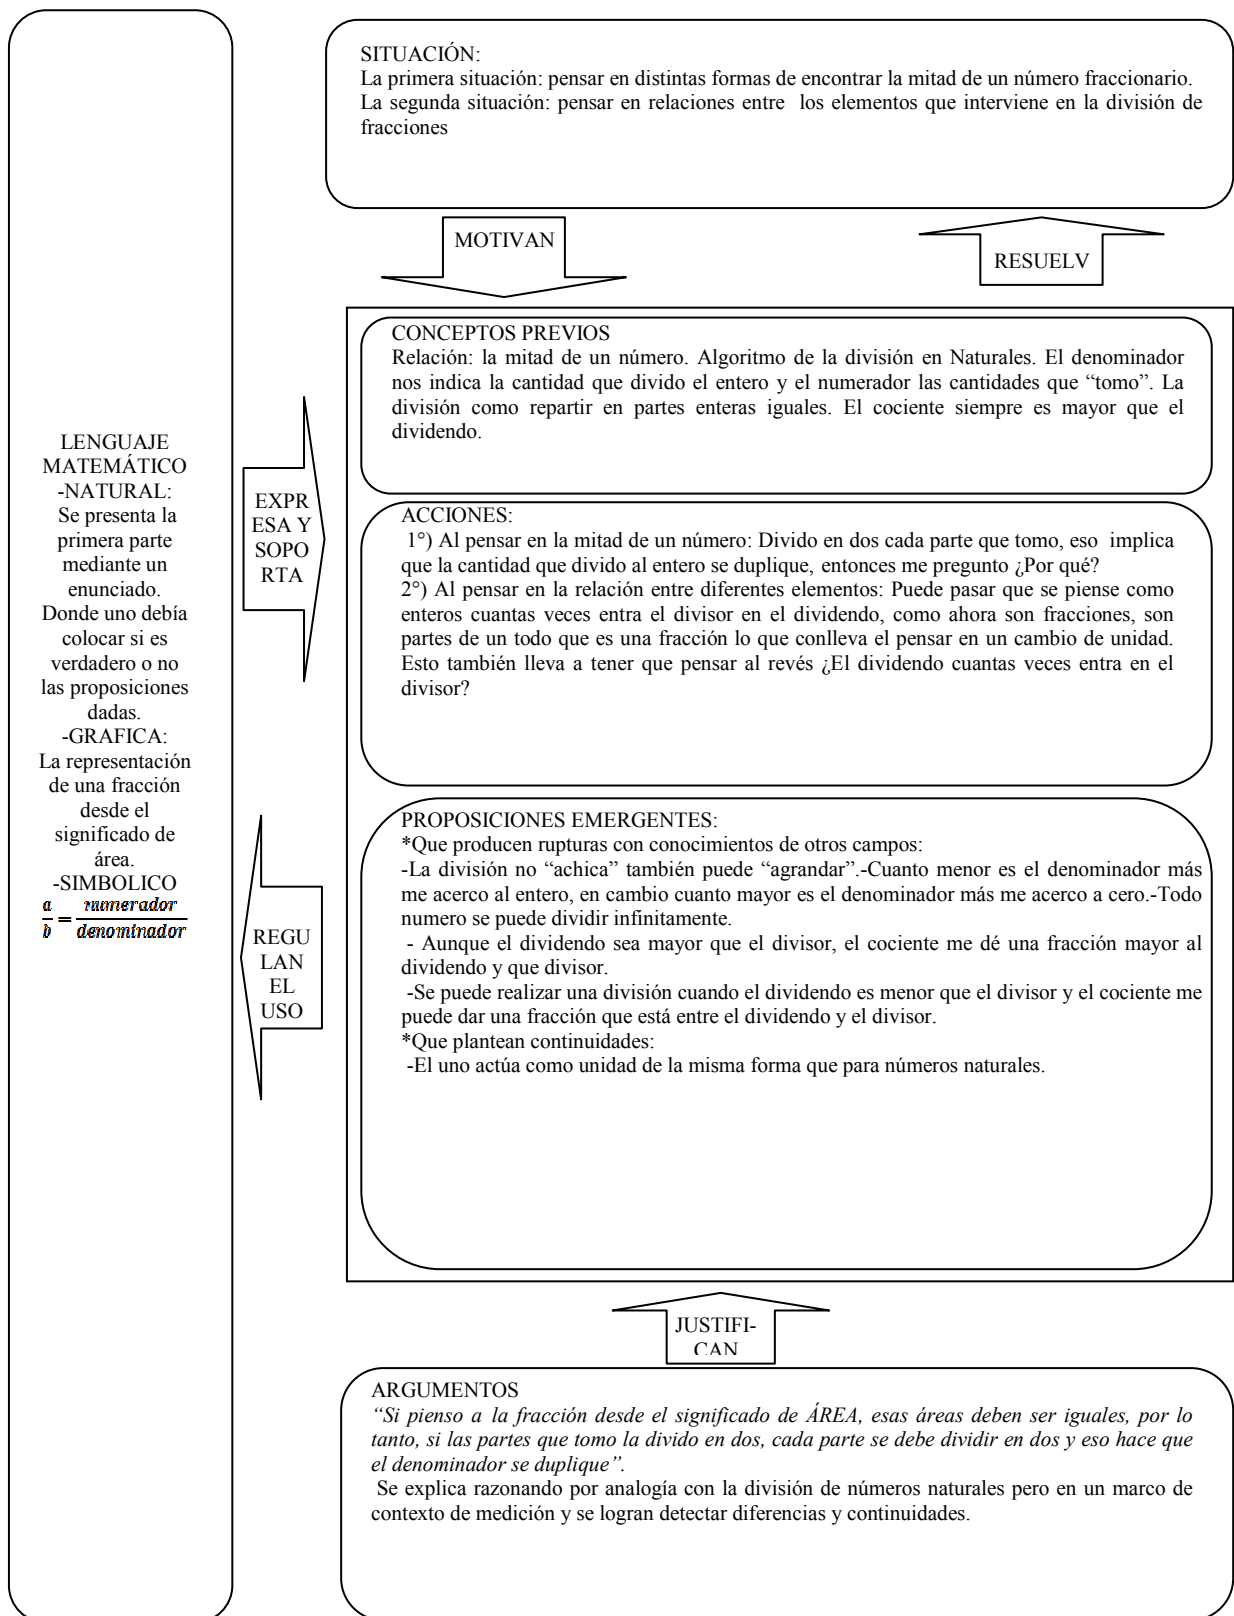 SITUACIÓN:
La primera situación: pensar en distintas formas de encontrar la mitad de un número fraccionario.
La segunda situación: pensar en relaciones entre los elementos que interviene en la división de
fracciones
MOTIVAN
RESUELV
LENGUAJE
MATEMÁTICO
-NATURAL:
Se presenta la
primera parte
mediante un
enunciado.
Donde uno debía
colocar si es
verdadero o no
las proposiciones
dadas.
-GRAFICA:
La representación
de una fracción
desde el
significado de
área.
-SIMBOLICO
a/b = numerador/denominador
EXPR
ESA Y
SOPO
RTA
REGU
LAN
EL
USO
CONCEPTOS PREVIOS
Relación: la mitad de un número. Algoritmo de la división en Naturales. El denominador
nos indica la cantidad que divido el entero y el numerador las cantidades que “tomo”. La
división como repartir en partes enteras iguales. El cociente siempre es mayor que el
dividendo.
ACCIONES:
1°) Al pensar en la mitad de un número: Divido en dos cada parte que tomo, eso implica
que la cantidad que divido al entero se duplique, entonces me pregunto ¿Por qué?
2°) Al pensar en la relación entre diferentes elementos: Puede pasar que se piense como
enteros cuantas veces entra el divisor en el dividendo, como ahora son fracciones, son
partes de un todo que es una fracción lo que conlleva el pensar en un cambio de unidad.
Esto también lleva a tener que pensar al revés ¿El dividendo cuantas veces entra en el
divisor?
PROPOSICIONES EMERGENTES:
*Que producen rupturas con conocimientos de otros campos:
-La división no “achica” también puede “agrandar”.-Cuanto menor es el denominador más
me acerco al entero, en cambio cuanto mayor es el denominador más me acerco a cero.-Todo
numero se puede dividir infinitamente.
- Aunque el dividendo sea mayor que el divisor, el cociente me dé una fracción mayor al
dividendo y que divisor.
-Se puede realizar una división cuando el dividendo es menor que el divisor y el cociente me
puede dar una fracción que está entre el dividendo y el divisor.
*Que plantean continuidades:
-El uno actúa como unidad de la misma forma que para números naturales.
JUSTIFI-
CAN
ARGUMENTOS
“Si pienso a la fracción desde el significado de ÁREA, esas áreas deben ser iguales, por lo
tanto, si las partes que tomo la divido en dos, cada parte se debe dividir en dos y eso hace que
el denominador se duplique”.
Se explica razonando por analogía con la división de números naturales pero en un marco de
contexto de medición y se logran detectar diferencias y continuidades.